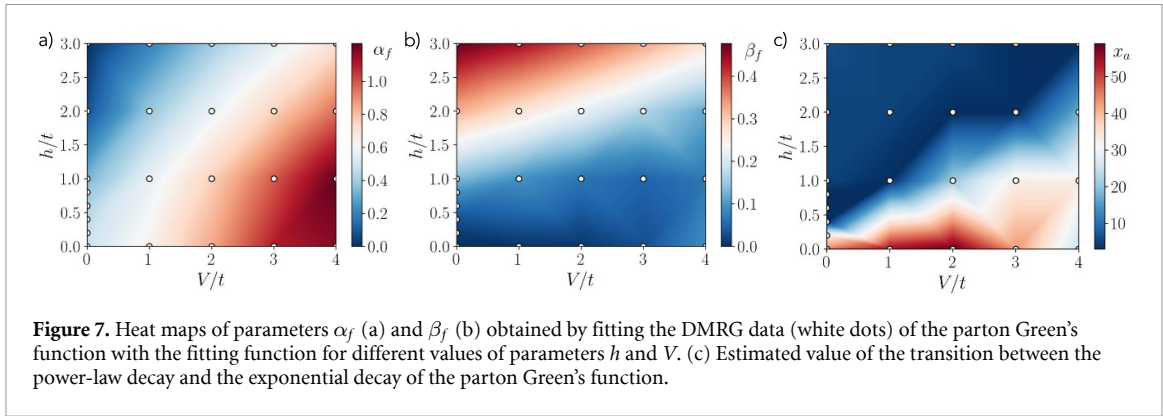 a) b) c)
3.0 2.5 2.0 1.5 1.0 0.5 0.0
h/t
0 1 2 3 4
V/t
α_f
1.0 0.8 0.6 0.4 0.2 0.0
3.0 2.5 2.0 1.5 1.0 0.5 0.0
h/t
0 1 2 3 4
V/t
β_f
0.4 0.3 0.2 0.1 0.0
3.0 2.5 2.0 1.5 1.0 0.5 0.0
h/t
0 1 2 3 4
V/t
x_a
50 40 30 20 10
Figure 7. Heat maps of parameters α_f (a) and β_f (b) obtained by fitting the DMRG data (white dots) of the parton Green's
function with the fitting function for different values of parameters h and V. (c) Estimated value of the transition between the
power-law decay and the exponential decay of the parton Green's function.